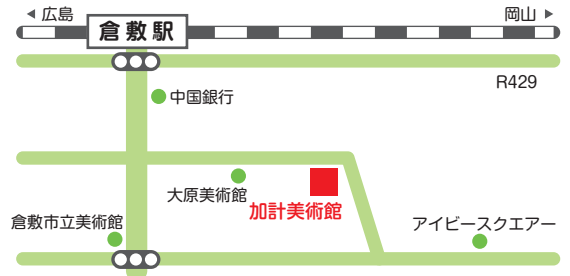 広島
岡山
倉敷駅
R429
中国銀行
大原美術館
加計美術館
倉敷市立美術館
アイビースクエアー